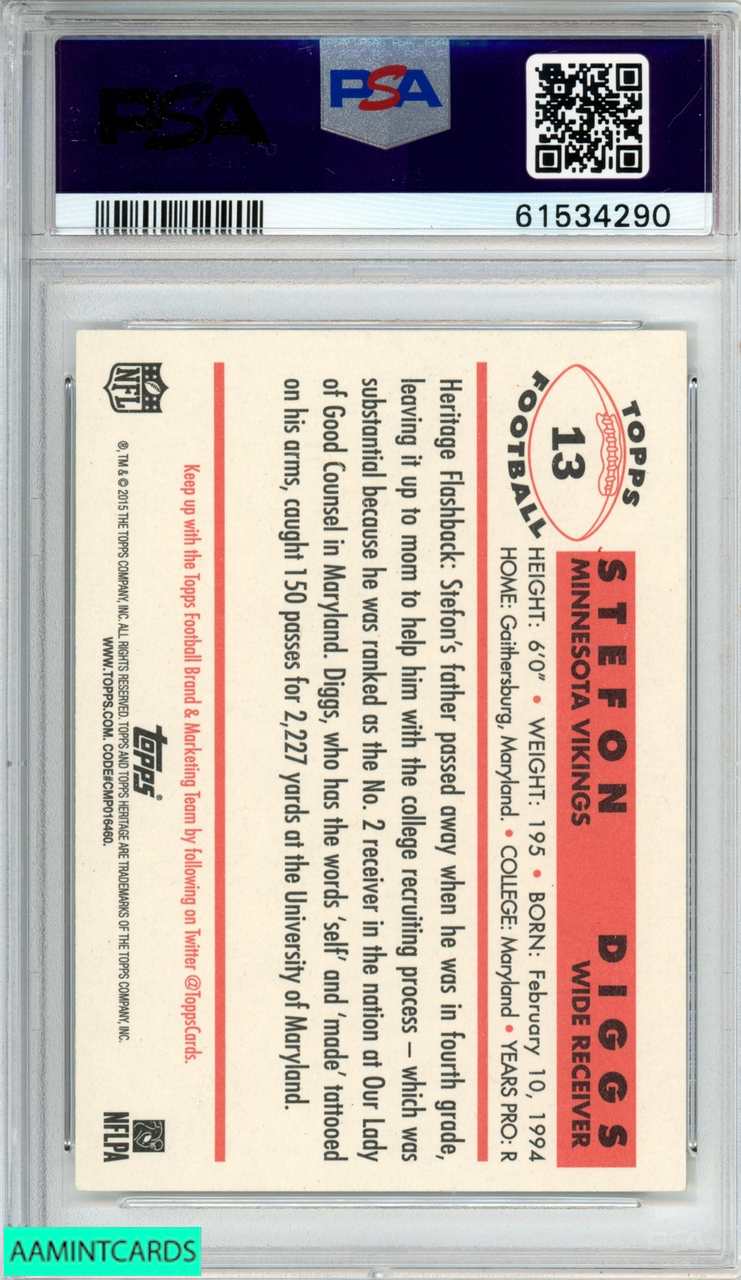 PSA
PSA
61534290
TOPPS
13
FOOTBALL
STEFON DIGGS
MINNESOTA VIKINGS WIDE RECEIVER
HEIGHT: 6'0" • WEIGHT: 195 • BORN: February 10, 1994
HOME: Gaithersburg, Maryland. • COLLEGE: Maryland • YEARS PRO: R
Heritage Flashback: Stefon's father passed away when he was in fourth grade,
leaving it up to mom to help him with the college recruiting process – which was
substantial because he was ranked as the No. 2 receiver in the nation at Our Lady
of Good Counsel in Maryland. Diggs, who has the words 'self' and 'made' tattooed
on his arms, caught 150 passes for 2,227 yards at the University of Maryland.
Keep up with the Topps Football Brand & Marketing Team by following on Twitter @ToppsCards.
NFL
topps®
NFLPA
®, TM & © 2015 THE TOPPS COMPANY, INC. ALL RIGHTS RESERVED. TOPPS AND TOPPS HERITAGE ARE TRADEMARKS OF THE TOPPS COMPANY, INC.
WWW.TOPPS.COM. CODE#CMP016460.
PSA
AAMINTCARDS